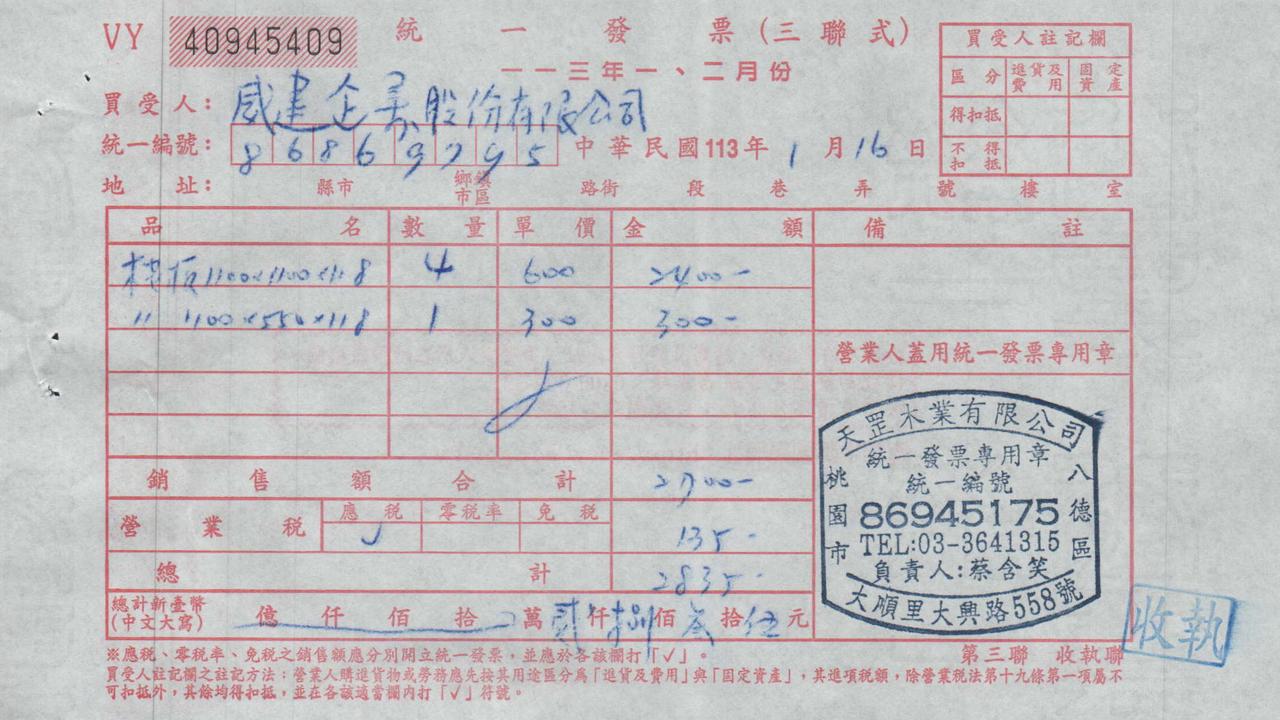 VY 40945409 統一發票(三聯式)
一一三年一、二月份
買受人註記欄
區分 進貨及費用 固定資產
得扣抵
不得扣抵
買受人: 威建企業股份有限公司
統一編號: 86869795 中華民國113年1月16日
地址: 縣市 鄉鎮市區 路街 段 巷 弄 號 樓 室
品名 數量 單價 金額 備註
棧板1100x1100x118 4 600 2400-
〃 1100x550x118 1 300 300-
營業人蓋用統一發票專用章
銷售額合計 2700-
營業稅 應稅 零稅率 免稅 135-
總計 2835-
總計新臺幣(中文大寫) 億 仟 佰 拾 萬 貳仟捌佰叁拾伍元
天罡木業有限公司
統一發票專用章
統一編號
86945175
TEL:03-3641315
負責人:蔡含笑
桃園市
八德區
大順里大興路558號
收執
第三聯 收執聯
※應稅、零稅率、免稅之銷售額應分別開立統一發票,並應於各該欄打「✓」。
買受人註記欄之註記方法:營業人購進貨物或勞務應先按其用途區分為「進貨及費用」與「固定資產」,其進項稅額,除營業稅法第十九條第一項屬不
可扣抵外,其餘均得扣抵,並在各該適當欄內打「✓」符號。